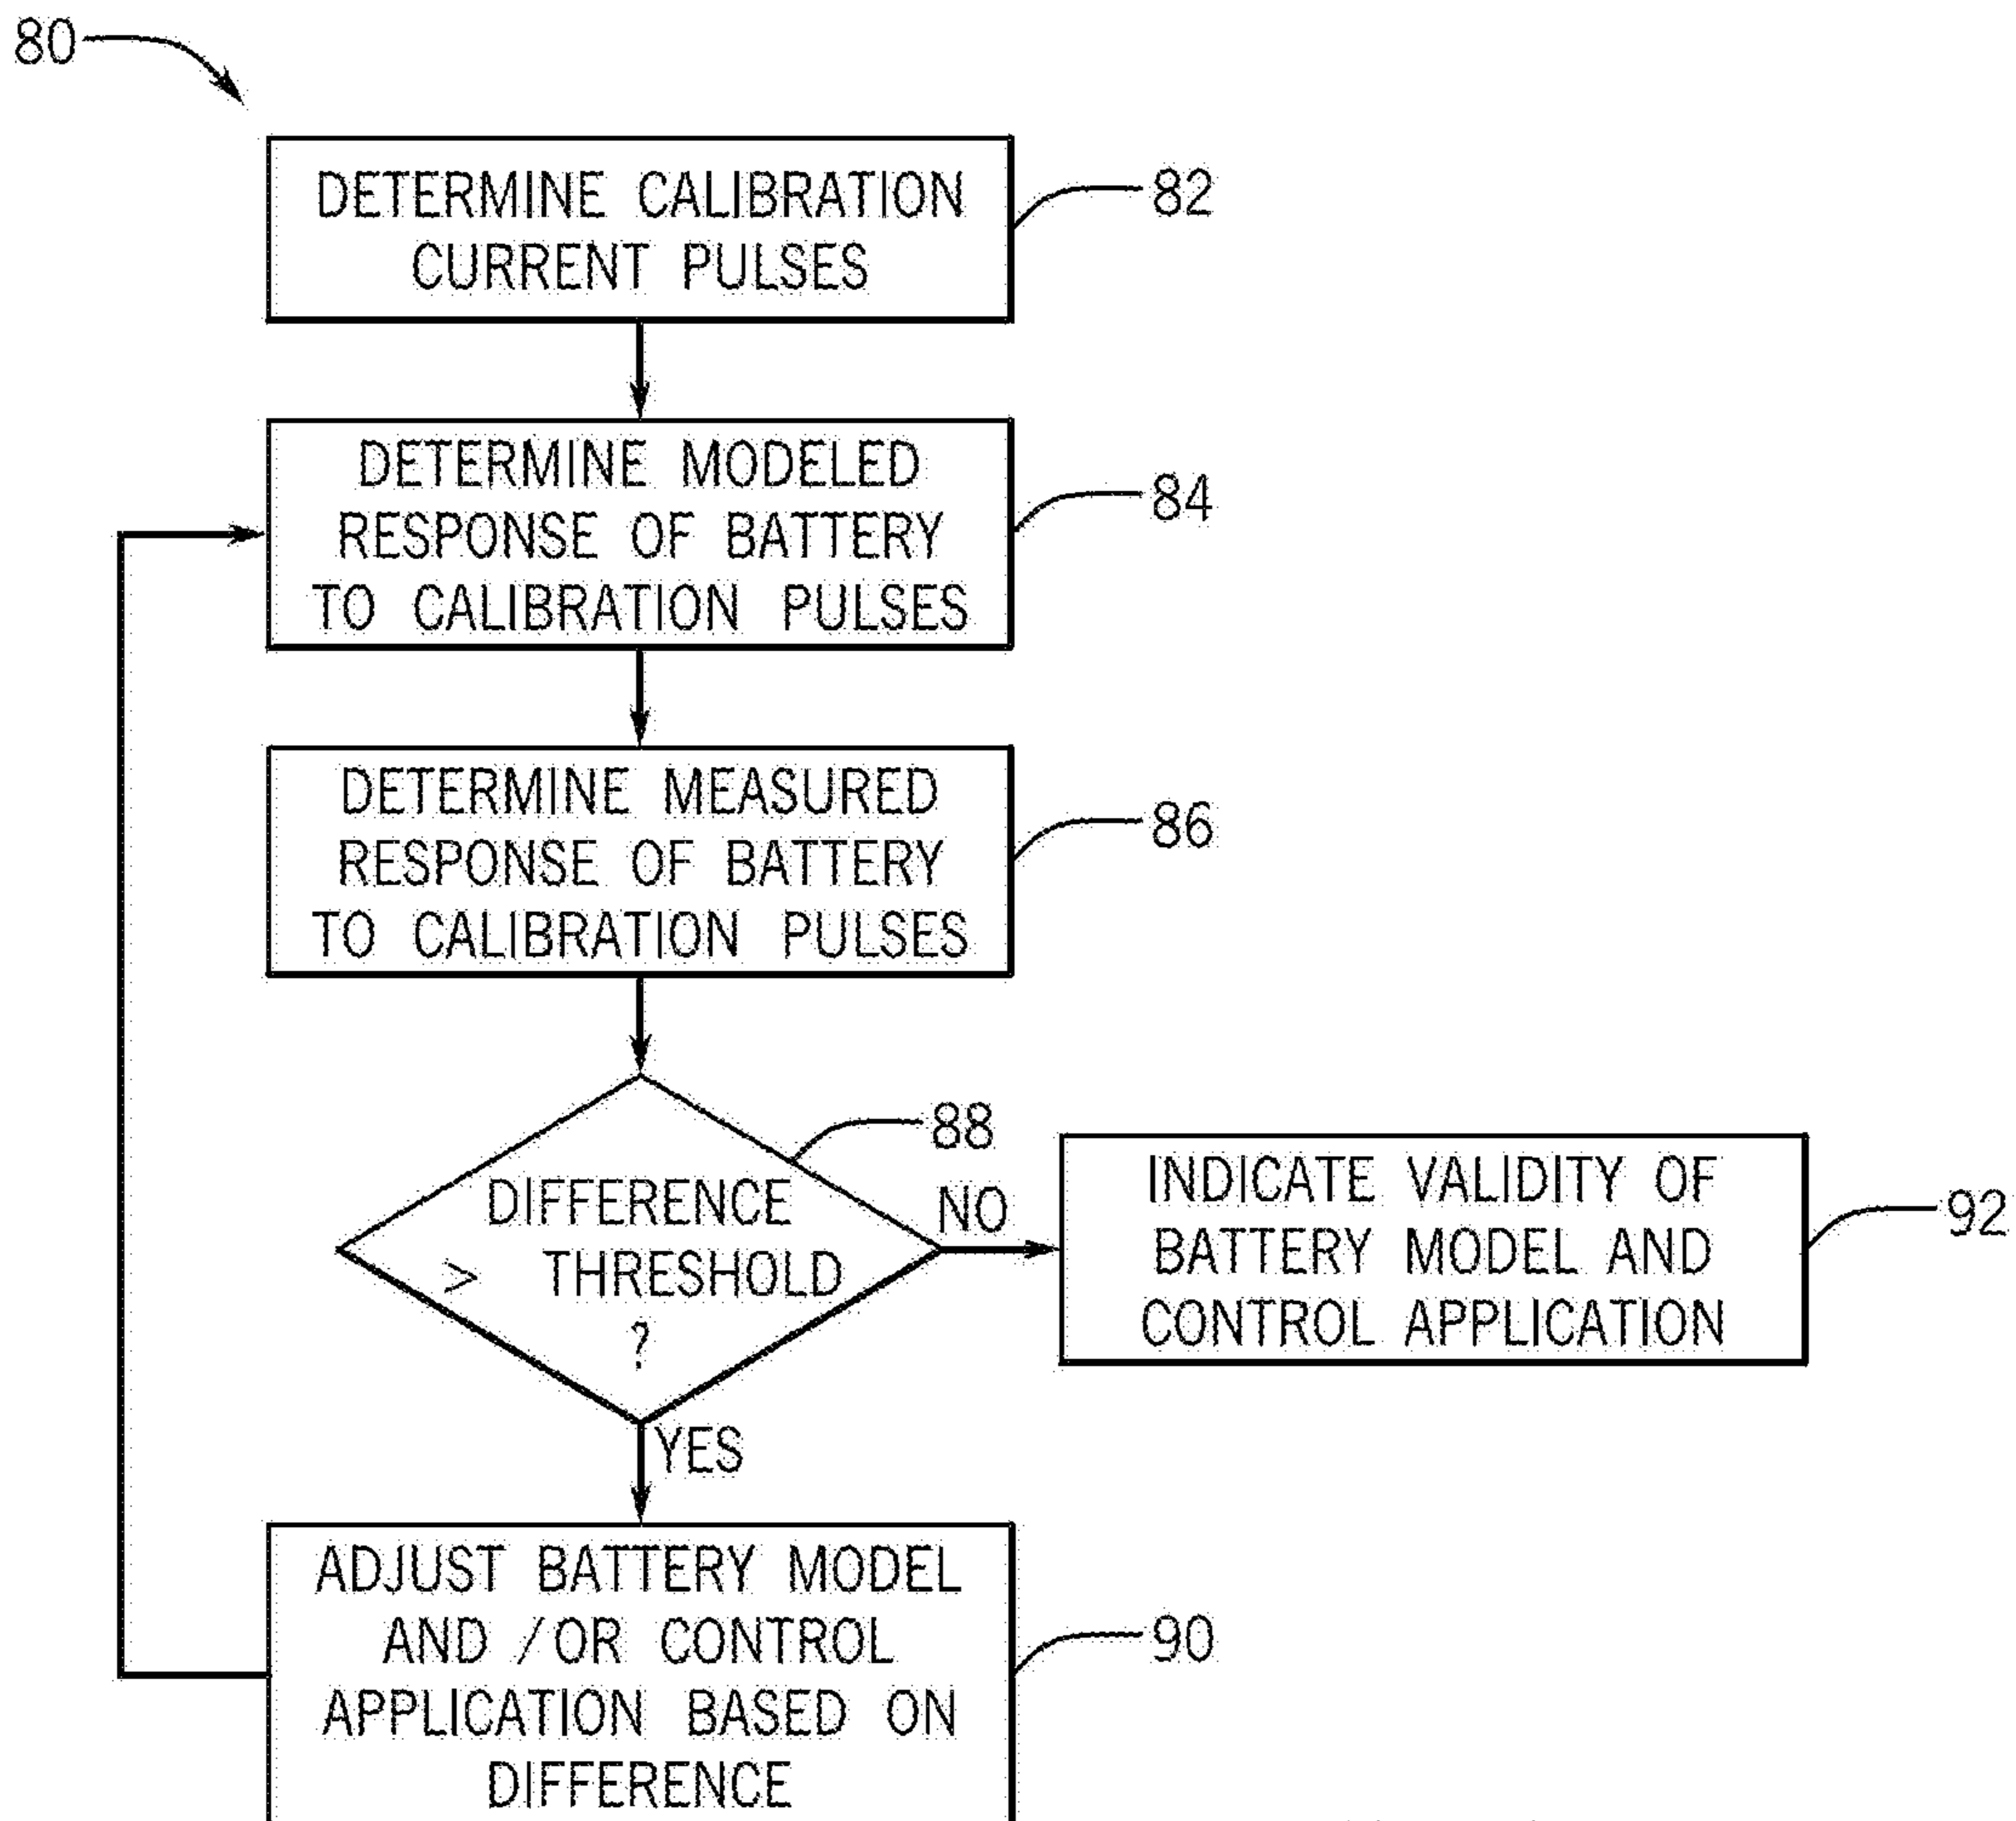 80
DETERMINE CALIBRATION
CURRENT PULSES
82
DETERMINE MODELED
RESPONSE OF BATTERY
TO CALIBRATION PULSES
84
DETERMINE MEASURED
RESPONSE OF BATTERY
TO CALIBRATION PULSES
86
88
DIFFERENCE
> THRESHOLD
?
NO
INDICATE VALIDITY OF
BATTERY MODEL AND
CONTROL APPLICATION
92
YES
ADJUST BATTERY MODEL
AND /OR CONTROL
APPLICATION BASED ON
DIFFERENCE
90